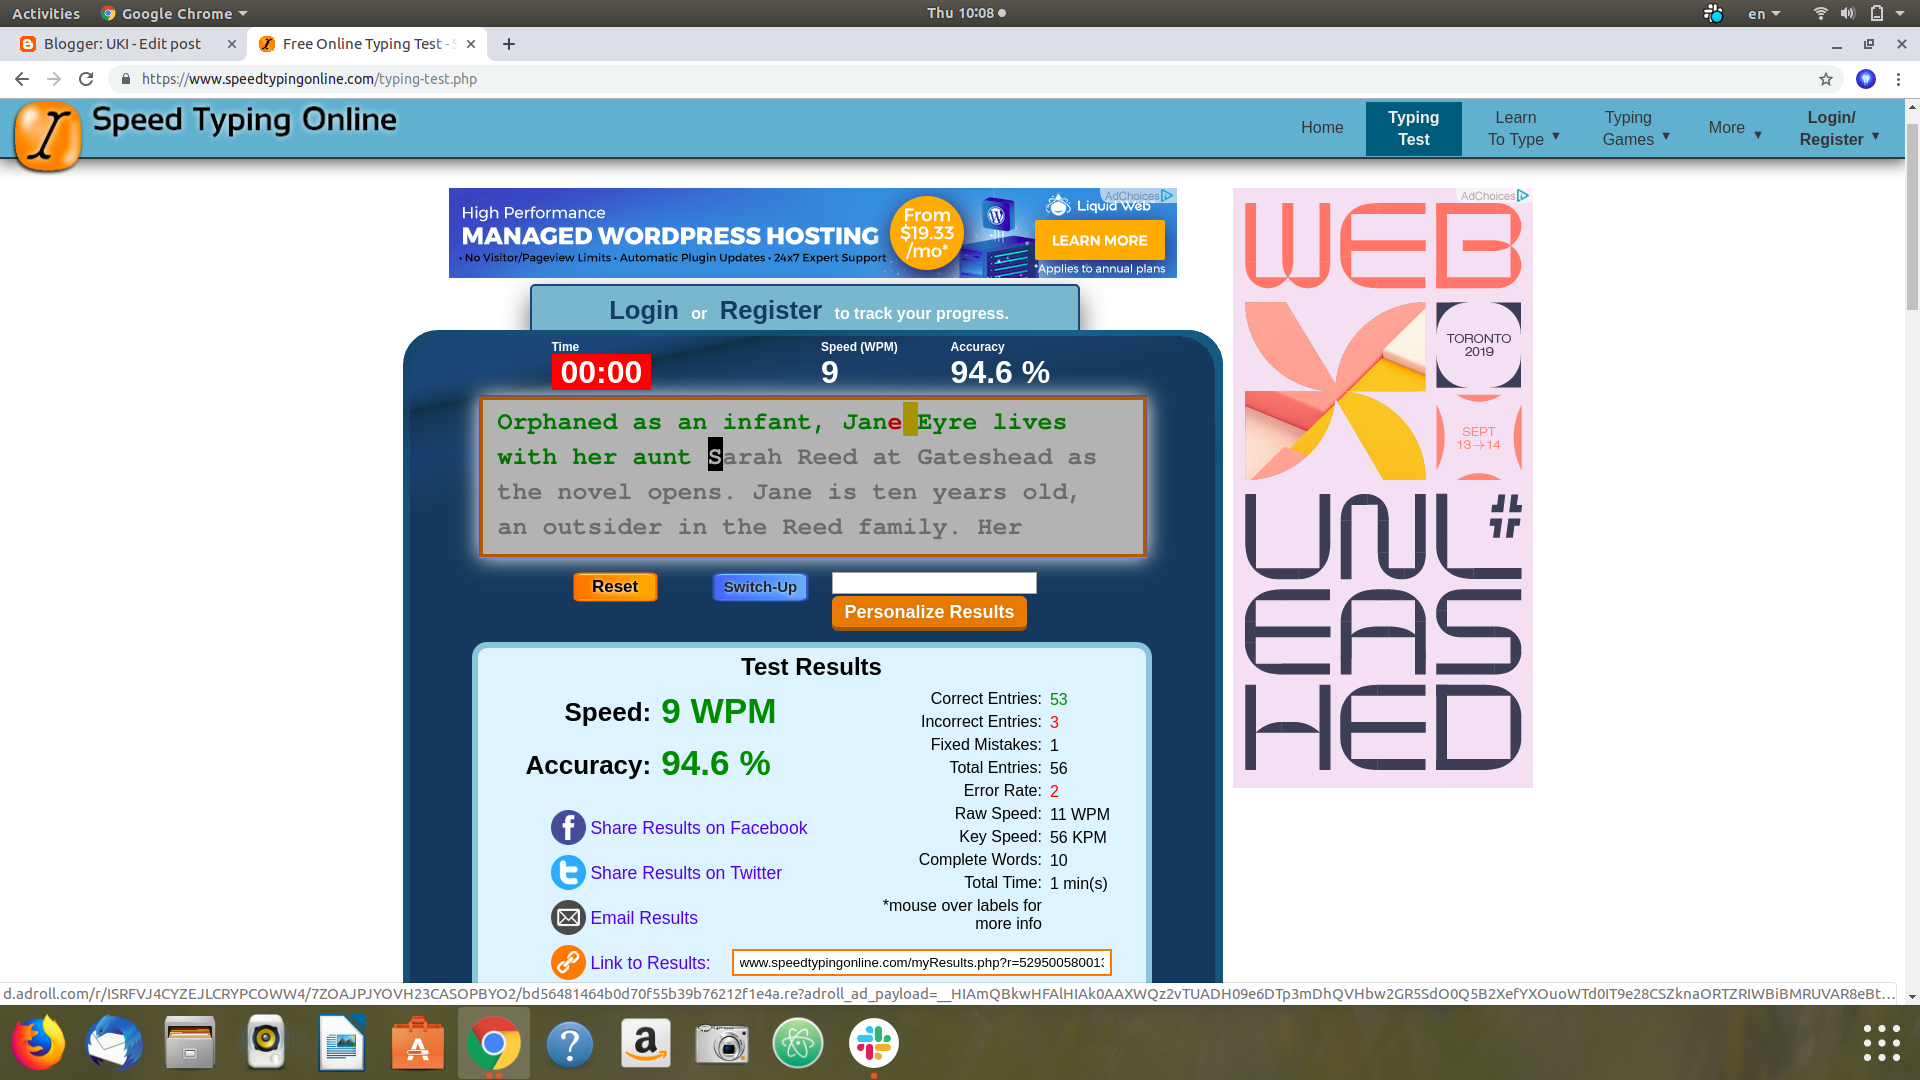 Activities
Google Chrome
Thu 10:08
en
Blogger: UKI - Edit post
Free Online Typing Test - S
https://www.speedtypingonline.com/typing-test.php
Speed Typing Online
Home
Typing
Test
Learn
To Type
Typing
Games
More
Login/
Register
High Performance
MANAGED WORDPRESS HOSTING
• No Visitor/Pageview Limits • Automatic Plugin Updates • 24x7 Expert Support
From
$19.33
/mo*
AdChoices
Liquid Web
LEARN MORE
*Applies to annual plans
AdChoices
WEB
TORONTO
2019
SEPT
13→14
UNL#
EAS
HED
Login or Register to track your progress.
Time
00:00
Speed (WPM)
9
Accuracy
94.6 %
Orphaned as an infant, Jane Eyre lives
with her aunt Sarah Reed at Gateshead as
the novel opens. Jane is ten years old,
an outsider in the Reed family. Her
Reset
Switch-Up
Personalize Results
Test Results
Speed: 9 WPM
Accuracy: 94.6 %
Correct Entries: 53
Incorrect Entries: 3
Fixed Mistakes: 1
Total Entries: 56
Error Rate: 2
Raw Speed: 11 WPM
Key Speed: 56 KPM
Complete Words: 10
Total Time: 1 min(s)
*mouse over labels for
more info
Share Results on Facebook
Share Results on Twitter
Email Results
Link to Results:
www.speedtypingonline.com/myResults.php?r=52950058001
d.adroll.com/r/ISRFVJ4CYZEJLCRYPCOWW4/7ZOAJPJYOVH23CASOPBYO2/bd56481464b0d70f55b39b76212f1e4a.re?adroll_ad_payload=__HIAmQBkwHFAlHIAk0AAXWQz2vTUADH09e6DTp3mDhQVHbw2GR5SdO0Q5B2XefYXOuoWTd0IT9e28CSZknaORTZRIWBiBMRUVAR8eBt...